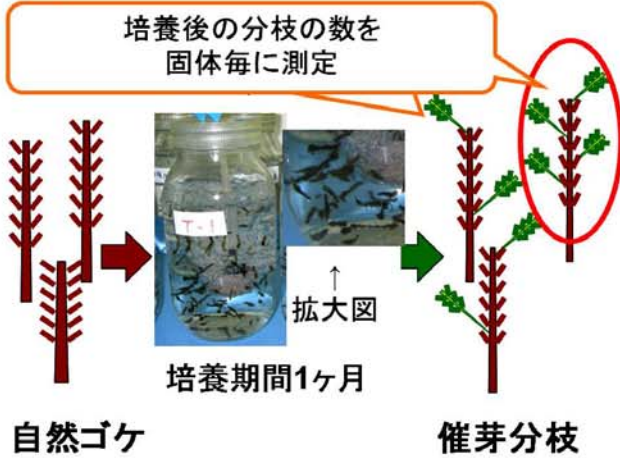 培養後の分枝の数を
固体毎に測定
T-1
↑
拡大図
培養期間1ヶ月
自然ゴケ
催芽分枝